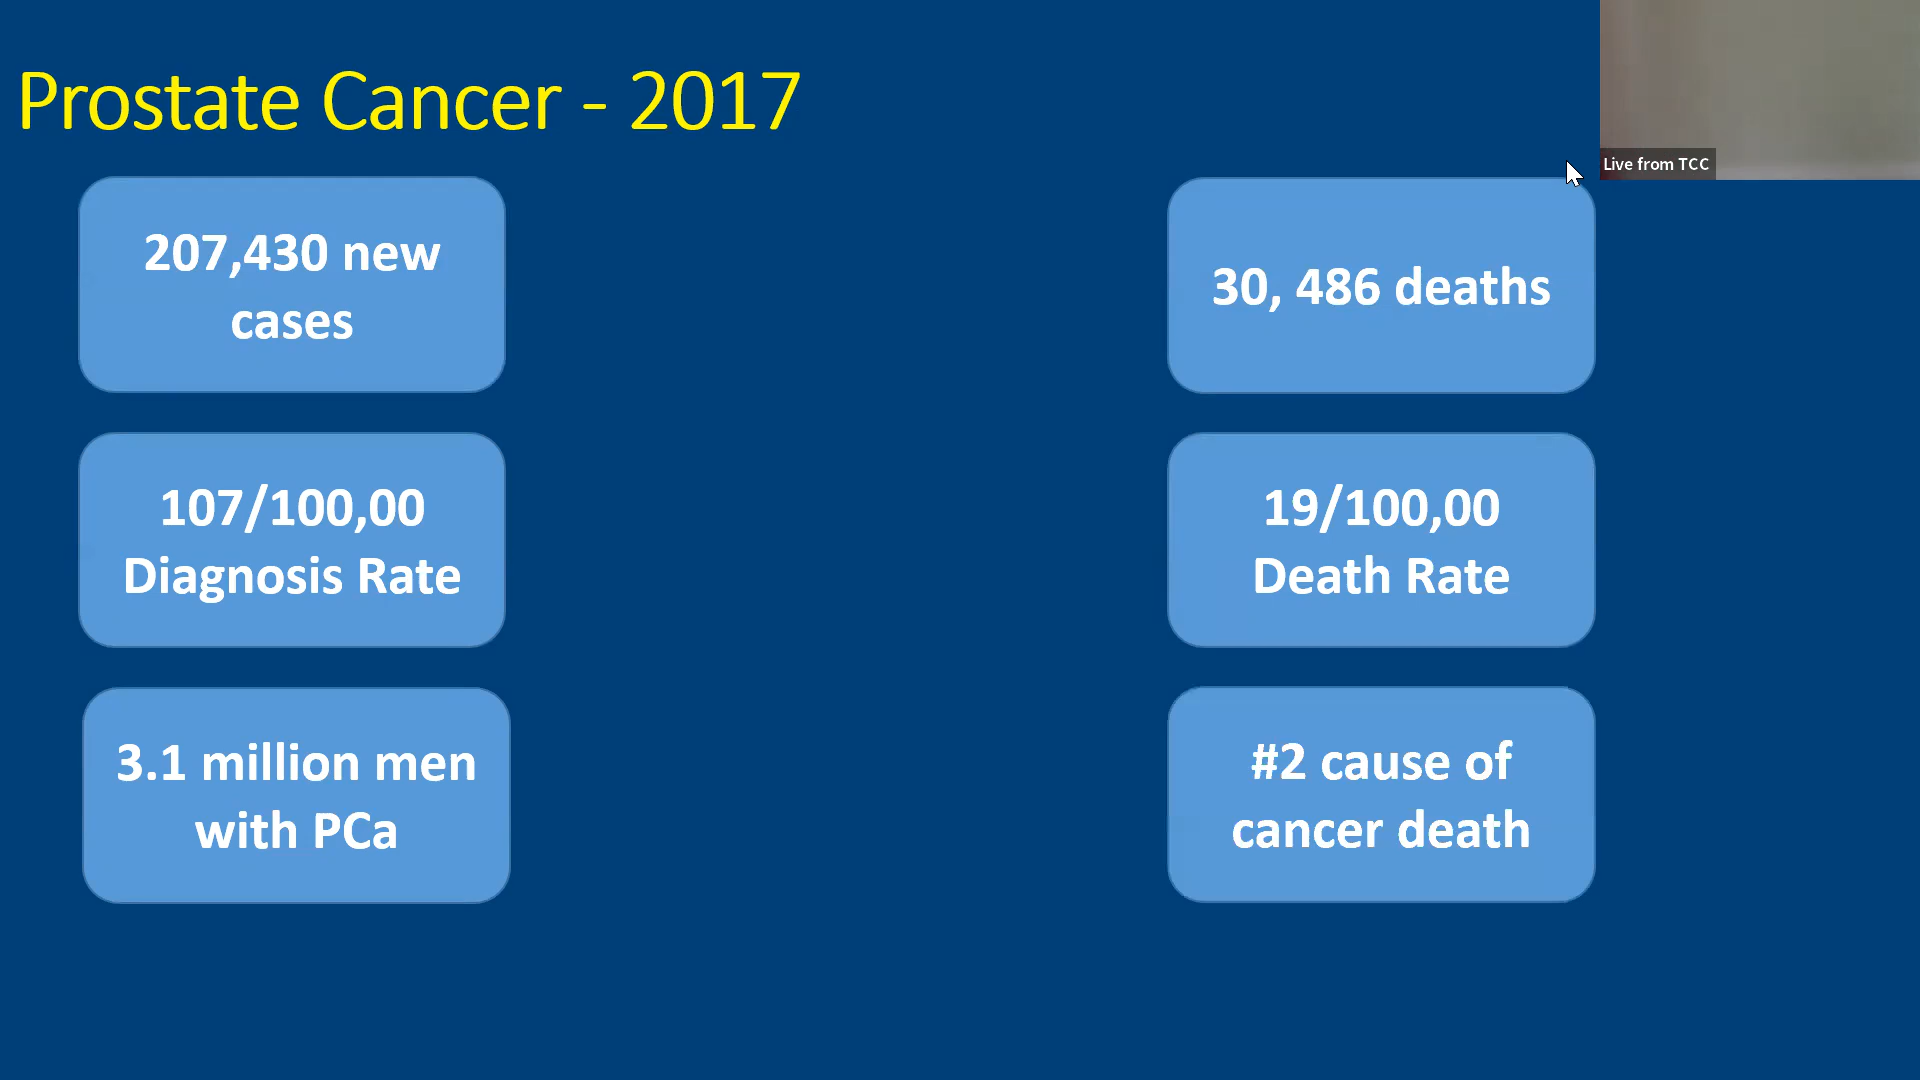 Prostate Cancer - 2017
Live from TCC
207,430 new
cases
30, 486 deaths
107/100,00
Diagnosis Rate
19/100,00
Death Rate
3.1 million men
with PCa
#2 cause of
cancer death